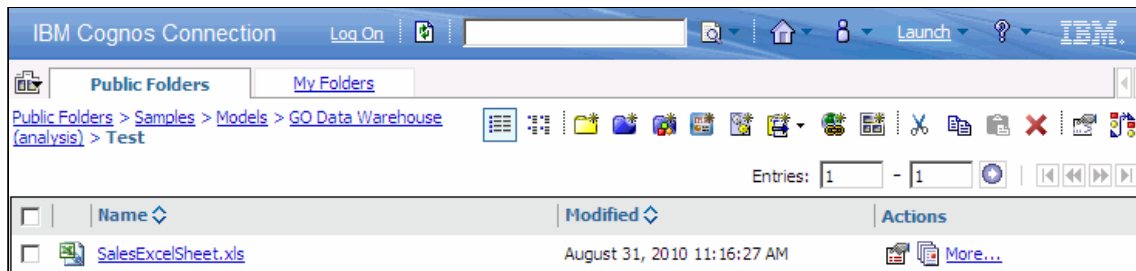 IBM Cognos Connection Log On Launch IBM.
Public Folders My Folders
Public Folders > Samples > Models > GO Data Warehouse
(analysis) > Test
Entries: 1 - 1
Name Modified Actions
SalesExcelSheet.xls August 31, 2010 11:16:27 AM More...